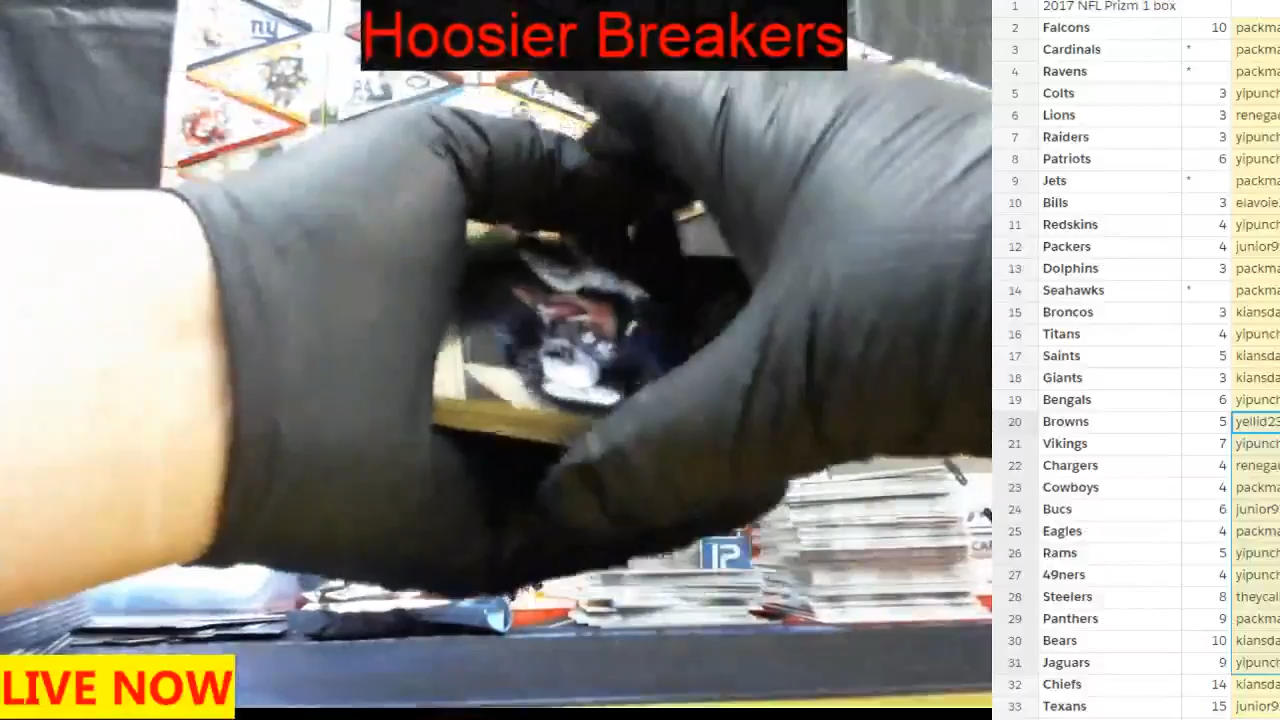 Hoosier Breakers
NY
12
LIVE NOW
1 2017 NFL Prizm 1 box
2 Falcons 10 packma
3 Cardinals * packma
4 Ravens * packma
5 Colts 3 yipunch
6 Lions 3 renega
7 Raiders 3 yipunch
8 Patriots 6 yipunch
9 Jets * packma
10 Bills 3 elavoie
11 Redskins 4 yipunch
12 Packers 4 junior9
13 Dolphins 3 packma
14 Seahawks * packma
15 Broncos 3 kiansda
16 Titans 4 yipunch
17 Saints 5 kiansda
18 Giants 3 kiansda
19 Bengals 6 yipunch
20 Browns 5 yellid23
21 Vikings 7 yipunch
22 Chargers 4 renega
23 Cowboys 4 packma
24 Bucs 6 junior9
25 Eagles 4 packma
26 Rams 5 yipunch
27 49ners 4 yipunch
28 Steelers 8 theycal
29 Panthers 9 packma
30 Bears 10 kiansda
31 Jaguars 9 yipunch
32 Chiefs 14 kiansda
33 Texans 15 junior9